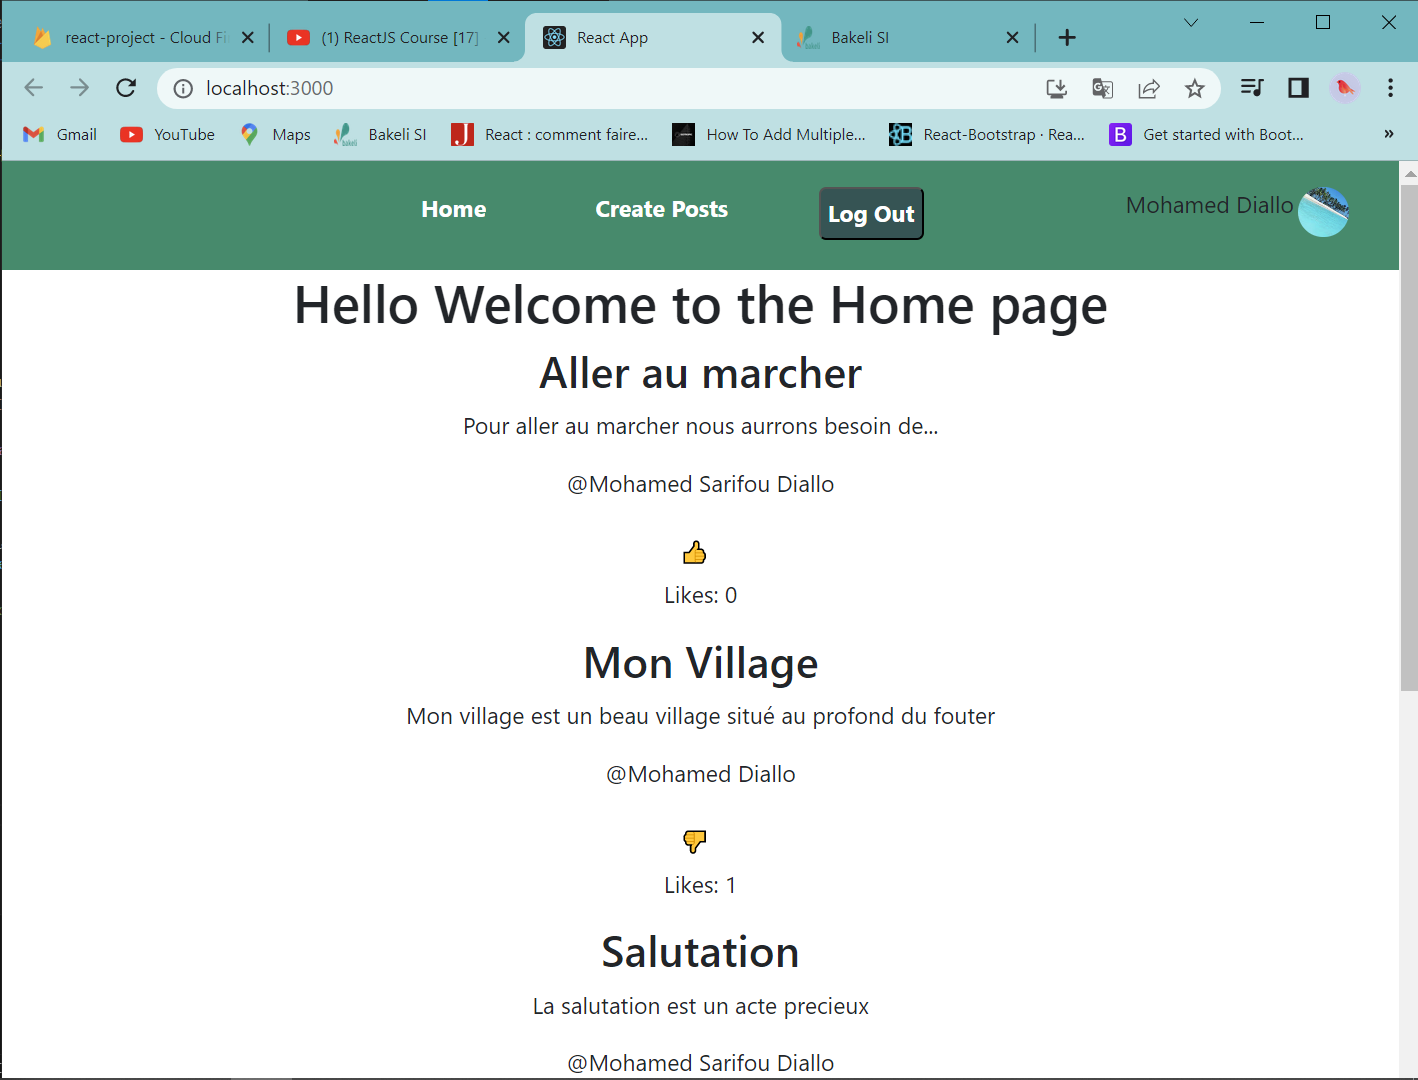 react-project - Cloud Fi
(1) ReactJS Course [17]
React App
Bakeli SI
localhost:3000
Gmail
YouTube
Maps
Bakeli SI
React : comment faire...
How To Add Multiple...
React-Bootstrap · Rea...
Get started with Boot...
»
Home
Create Posts
Log Out
Mohamed Diallo
Hello Welcome to the Home page
Aller au marcher
Pour aller au marcher nous aurrons besoin de...
@Mohamed Sarifou Diallo
👍
Likes: 0
Mon Village
Mon village est un beau village situé au profond du fouter
@Mohamed Diallo
👎
Likes: 1
Salutation
La salutation est un acte precieux
@Mohamed Sarifou Diallo